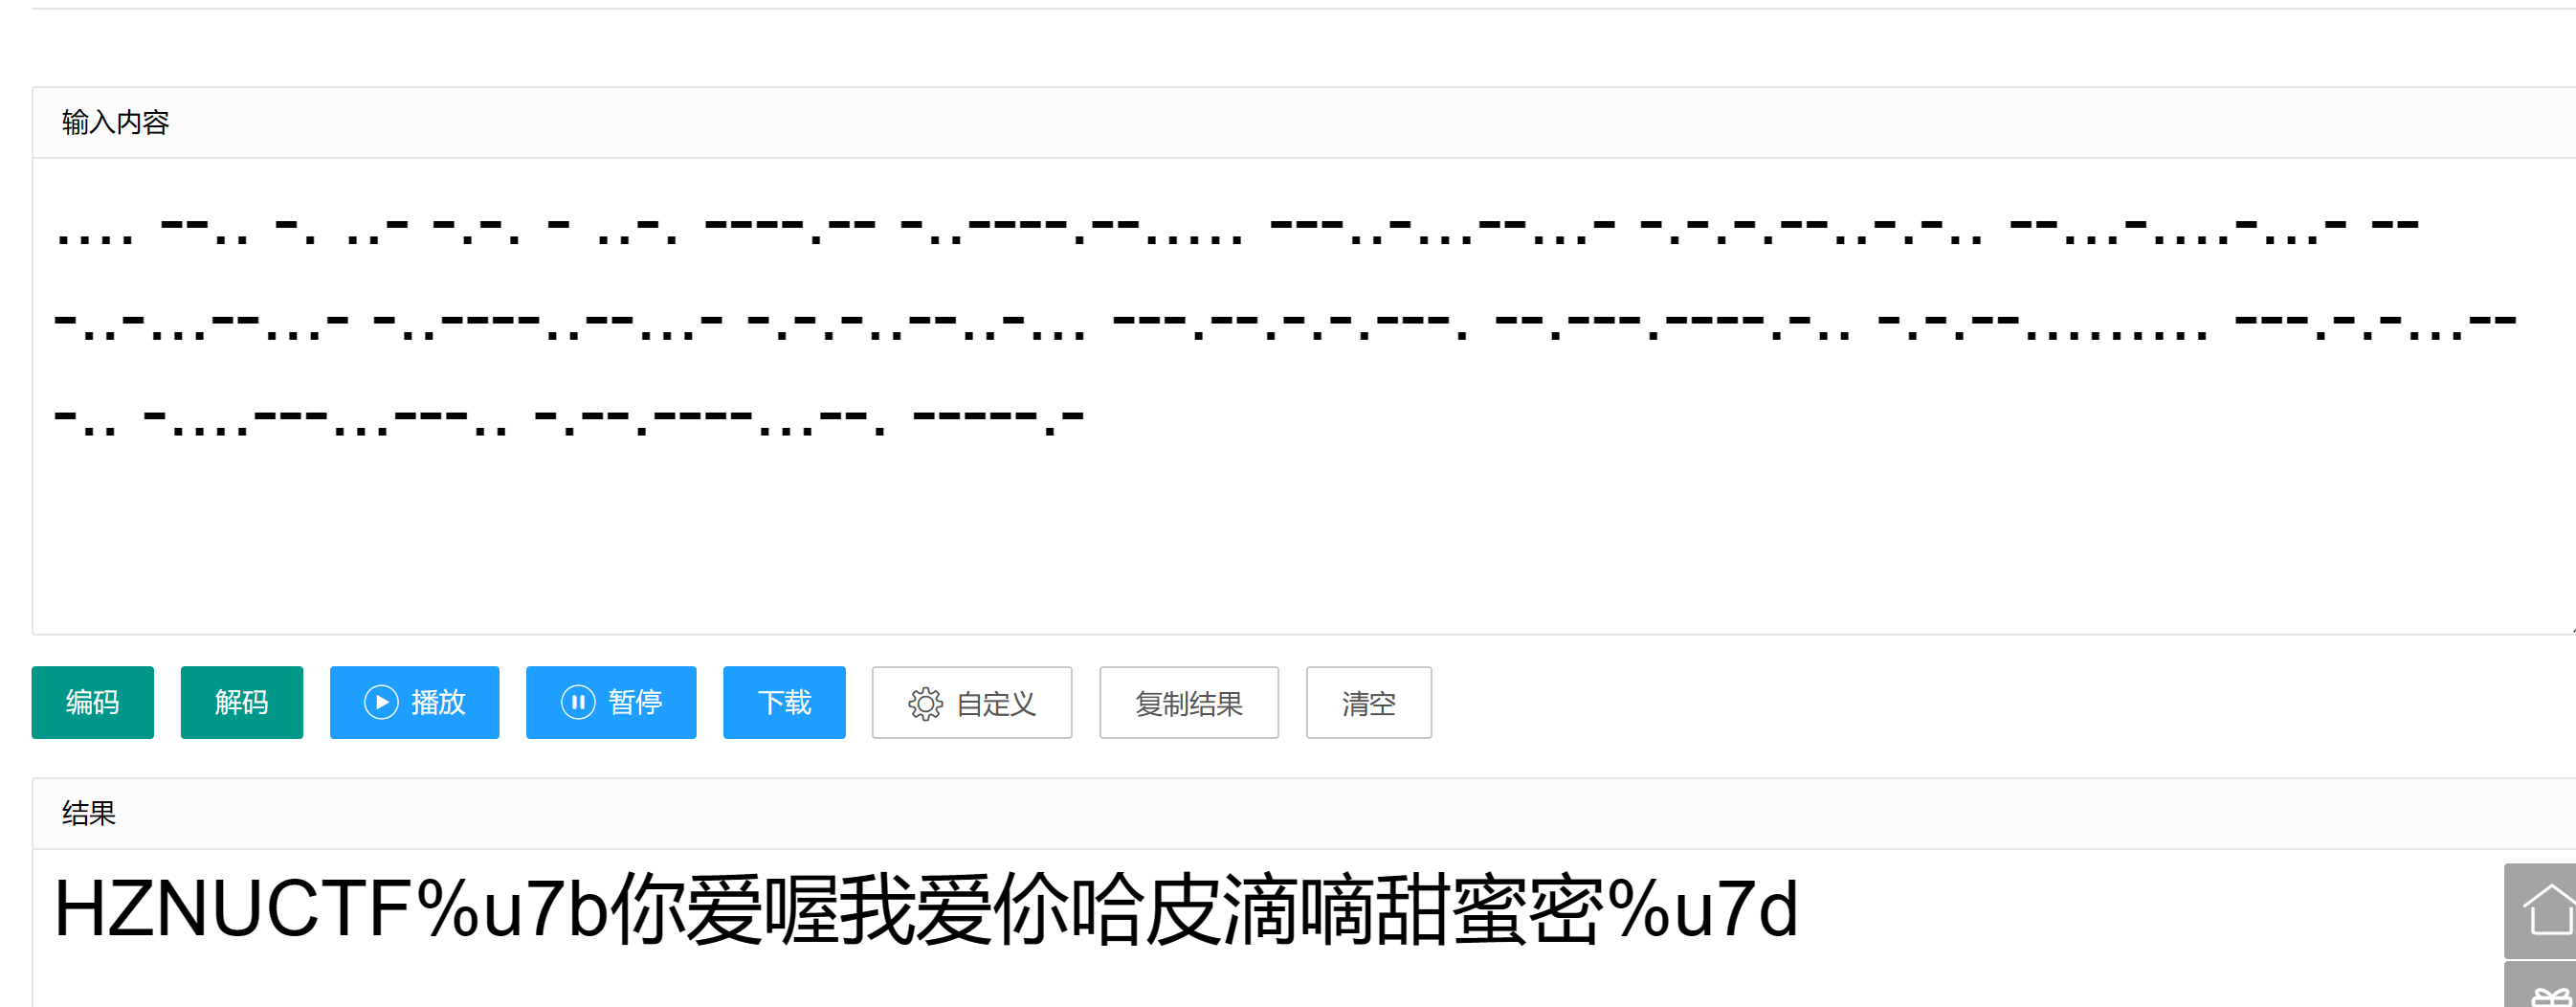 输入内容
.... --.. -. ..- -.-. - ..-. ----.-- -..----.--..... ---..-...--...- -.-.-.--..-.-.. --...-....-...- --
-..-...--...- -..----..--...- -.-.-..--..-... ---.--.-.-.---. --.---.----.-.. -.-.--......... ---.-.-...--
-.. -....---...---.. -.--.----...--. -----.-
编码 解码 播放 暂停 下载 自定义 复制结果 清空
结果
HZNUCTF%u7b你爱喔我爱伱哈皮滴嘀甜蜜密%u7d